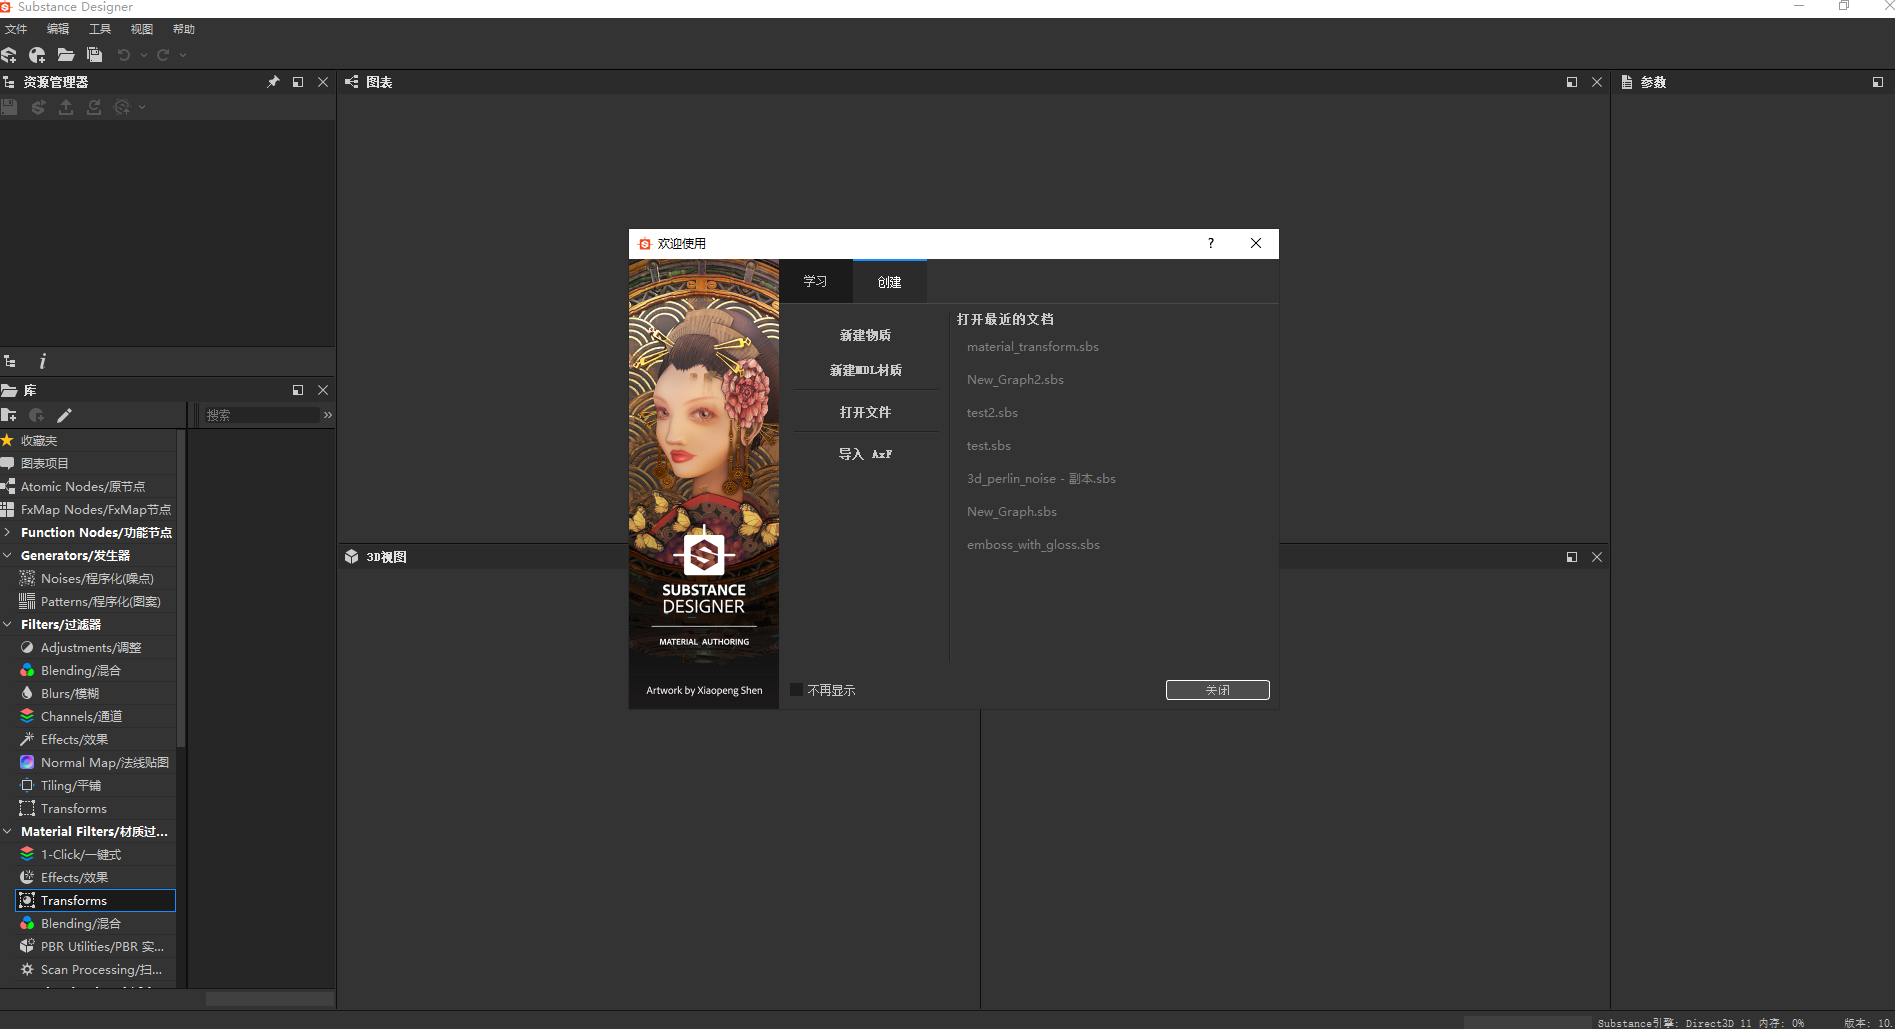 Substance Designer
文件 编辑 工具 视图 帮助
资源管理器
图表
参数
欢迎使用
?
学习 创建
新建物质
新建MDL材质
打开文件
导入 AxF
打开最近的文档
material_transform.sbs
New_Graph2.sbs
test2.sbs
test.sbs
3d_perlin_noise - 副本.sbs
New_Graph.sbs
emboss_with_gloss.sbs
SUBSTANCE
DESIGNER
MATERIAL AUTHORING
Artwork by Xiaopeng Shen
不再显示
关闭
库
搜索
收藏夹
图表项目
Atomic Nodes/原节点
FxMap Nodes/FxMap节点
Function Nodes/功能节点
Generators/发生器
Noises/程序化(噪点)
Patterns/程序化(图案)
Filters/过滤器
Adjustments/调整
Blending/混合
Blurs/模糊
Channels/通道
Effects/效果
Normal Map/法线贴图
Tiling/平铺
Transforms
Material Filters/材质过...
1-Click/一键式
Effects/效果
Transforms
Blending/混合
PBR Utilities/PBR 实...
Scan Processing/扫...
3D视图
Substance引擎: Direct3D 11 内存: 0% 版本: 10.